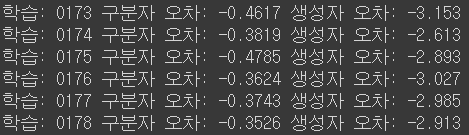 학습: 0173 구분자 오차: -0.4617 생성자 오차: -3.153
학습: 0174 구분자 오차: -0.3819 생성자 오차: -2.613
학습: 0175 구분자 오차: -0.4785 생성자 오차: -2.893
학습: 0176 구분자 오차: -0.3624 생성자 오차: -3.027
학습: 0177 구분자 오차: -0.3743 생성자 오차: -2.985
학습: 0178 구분자 오차: -0.3526 생성자 오차: -2.913